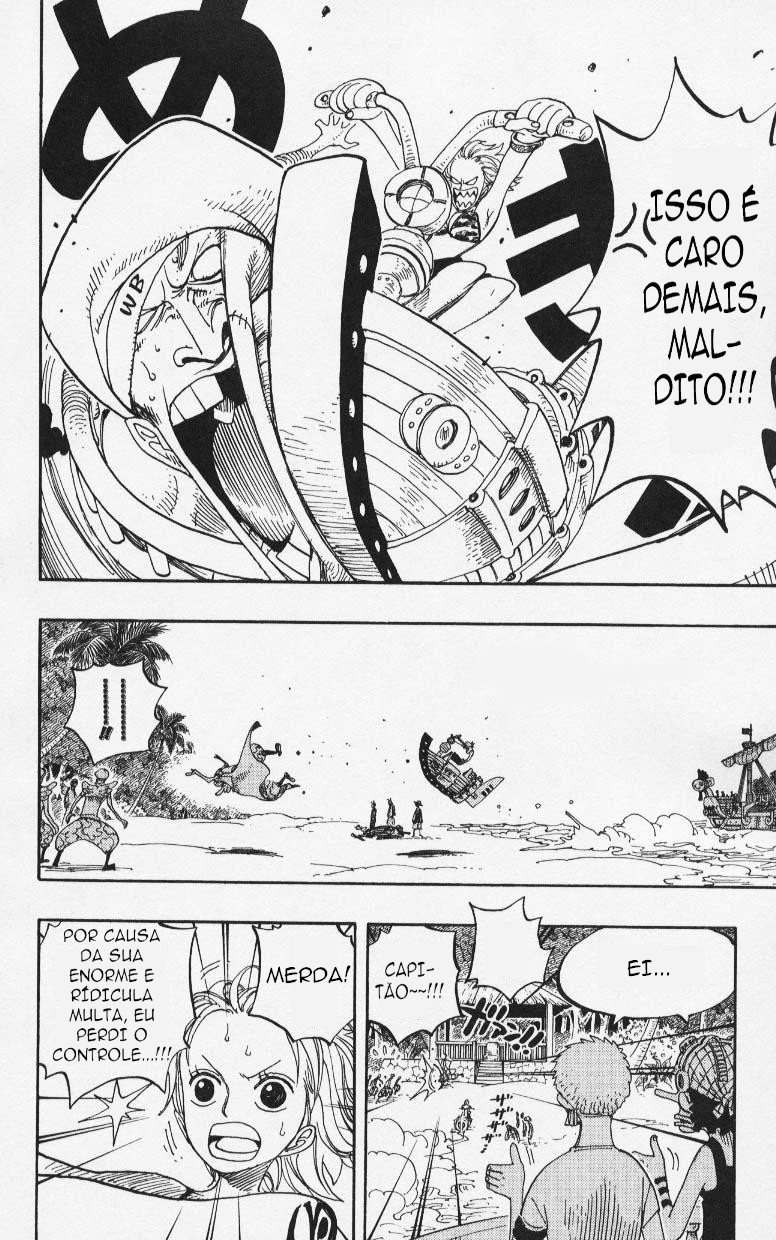 ISSO É
CARO
DEMAIS,
MAL-
DITO!!!
WB
!!
EI...
CAPI-
TÃO~~!!!
MERDA!
POR CAUSA
DA SUA
ENORME E
RÍDICULA
MULTA, EU
PERDI O
CONTROLE...!!!